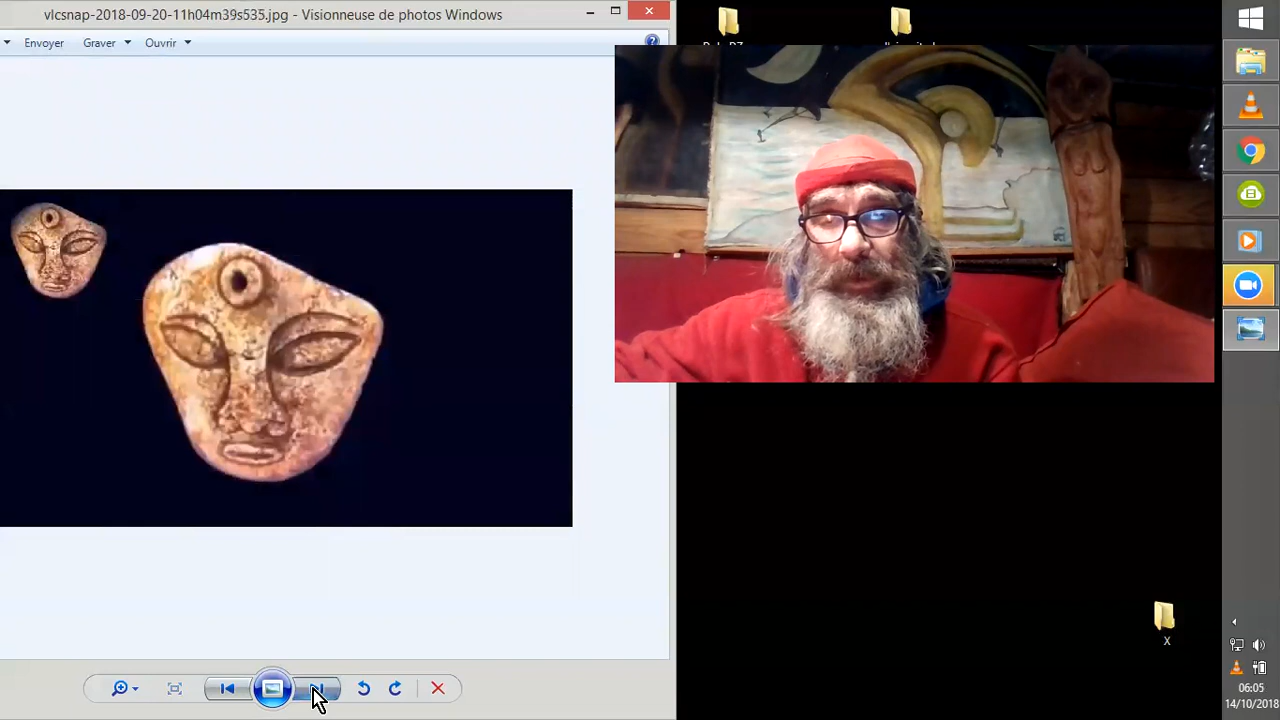 vlcsnap-2018-09-20-11h04m39s535.jpg - Visionneuse de photos Windows
Envoyer Graver Ouvrir
X
06:05
14/10/2018